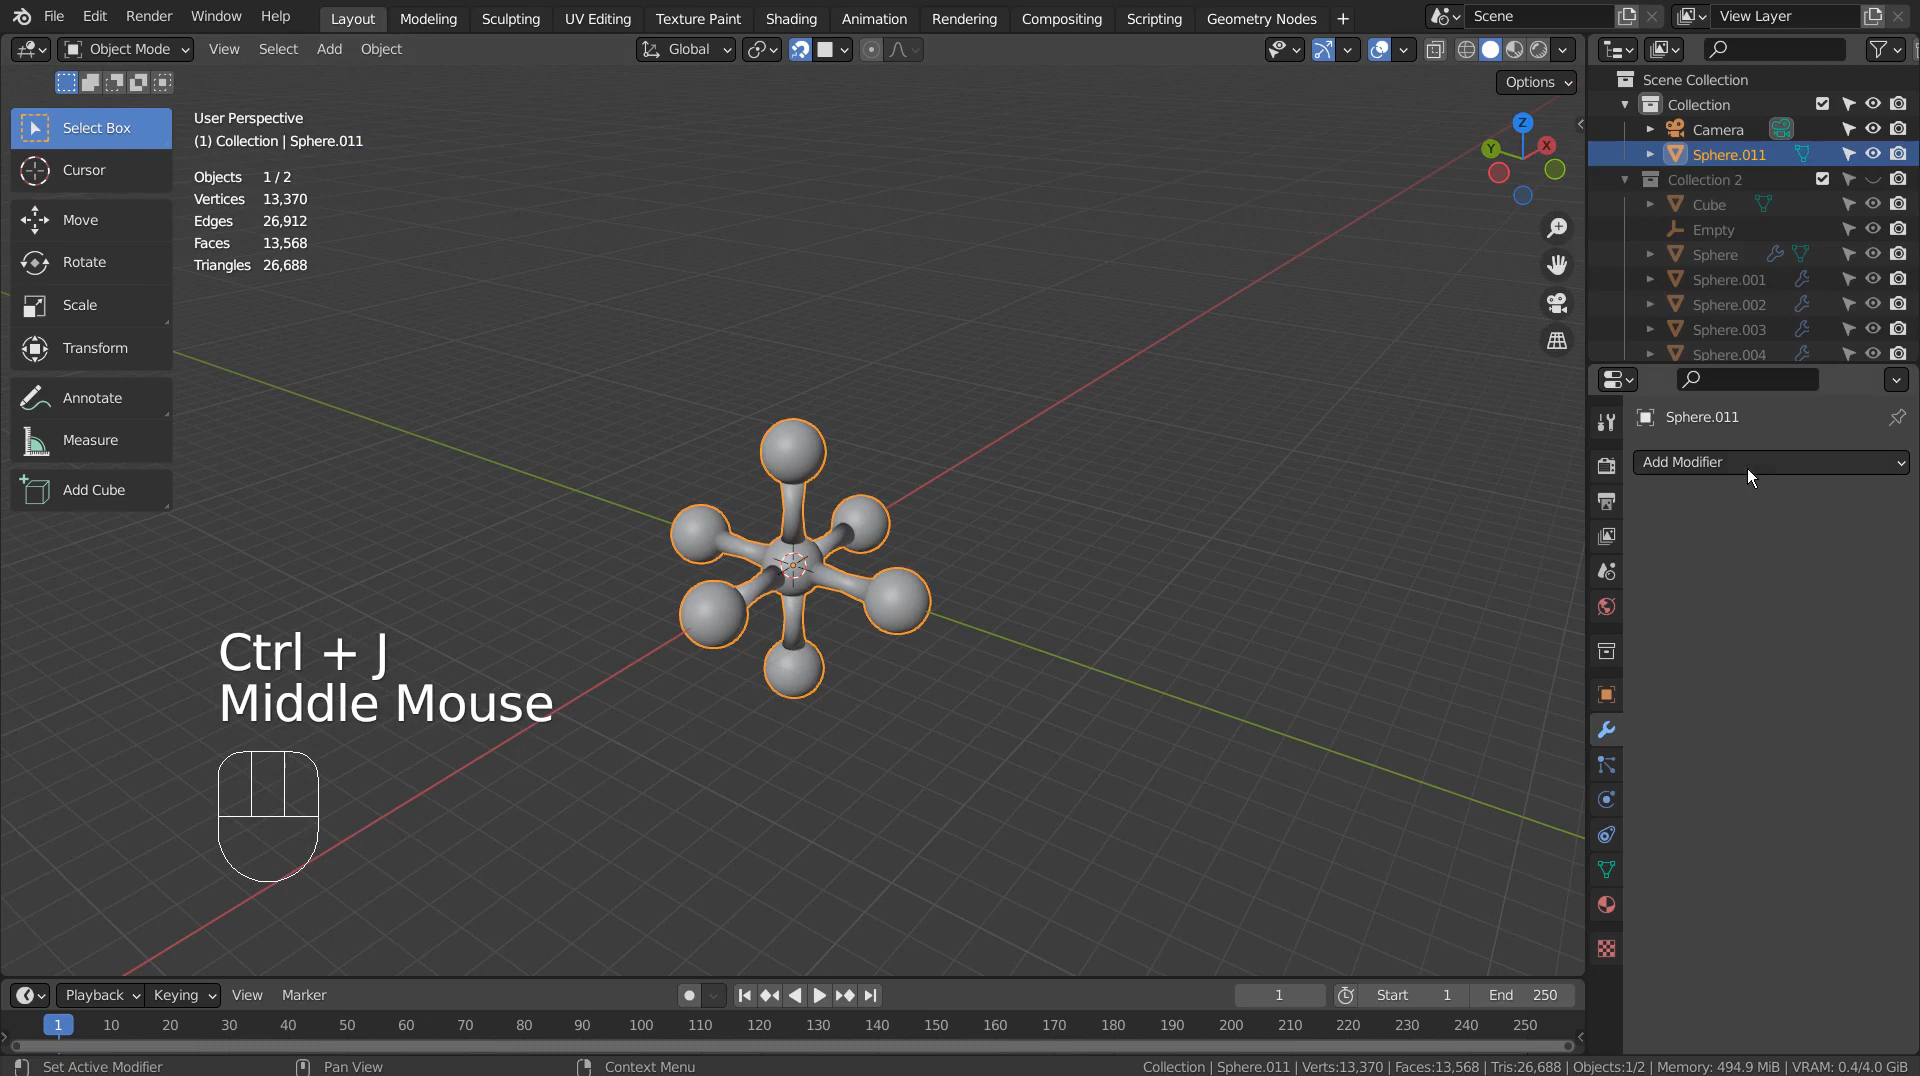 File Edit Render Window Help Layout Modeling Sculpting UV Editing Texture Paint Shading Animation Rendering Compositing Scripting Geometry Nodes + Scene View Layer
Object Mode View Select Add Object Global
Options
Select Box
Cursor
Move
Rotate
Scale
Transform
Annotate
Measure
Add Cube
User Perspective
(1) Collection | Sphere.011
Objects 1 / 2
Vertices 13,370
Edges 26,912
Faces 13,568
Triangles 26,688
Z
Y
X
Ctrl + J
Middle Mouse
Scene Collection
Collection
Camera
Sphere.011
Collection 2
Cube
Empty
Sphere
Sphere.001
Sphere.002
Sphere.003
Sphere.004
Sphere.011
Add Modifier
Playback Keying View Marker 1 Start 1 End 250
1 10 20 30 40 50 60 70 80 90 100 110 120 130 140 150 160 170 180 190 200 210 220 230 240 250
Set Active Modifier Pan View Context Menu Collection | Sphere.011 | Verts:13,370 | Faces:13,568 | Tris:26,688 | Objects:1/2 | Memory: 494.9 MiB | VRAM: 0.4/4.0 GiB